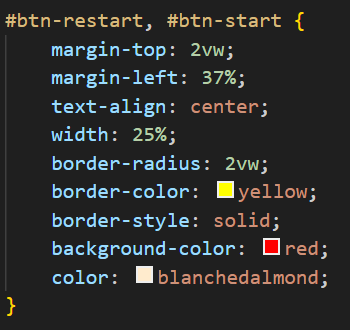 #btn-restart, #btn-start {
margin-top: 2vw;
margin-left: 37%;
text-align: center;
width: 25%;
border-radius: 2vw;
border-color: yellow;
border-style: solid;
background-color: red;
color: blanchedalmond;
}